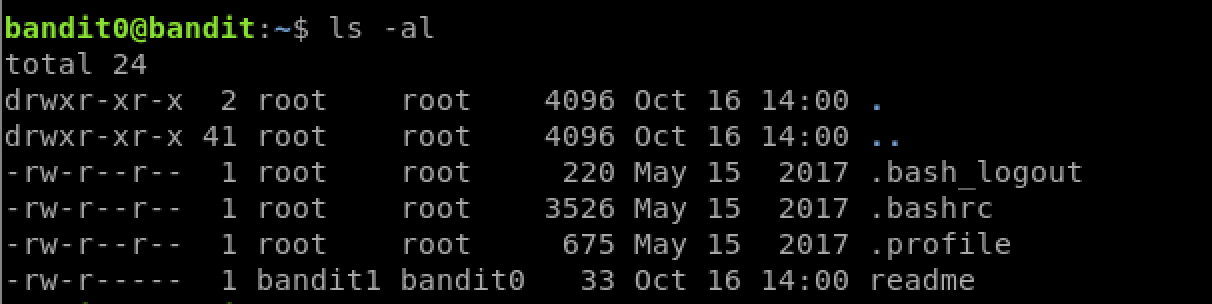 bandit0@bandit:~$ ls -al
total 24
drwxr-xr-x  2 root    root    4096 Oct 16 14:00 .
drwxr-xr-x 41 root    root    4096 Oct 16 14:00 ..
-rw-r--r--  1 root    root     220 May 15  2017 .bash_logout
-rw-r--r--  1 root    root    3526 May 15  2017 .bashrc
-rw-r--r--  1 root    root     675 May 15  2017 .profile
-rw-r-----  1 bandit1 bandit0   33 Oct 16 14:00 readme